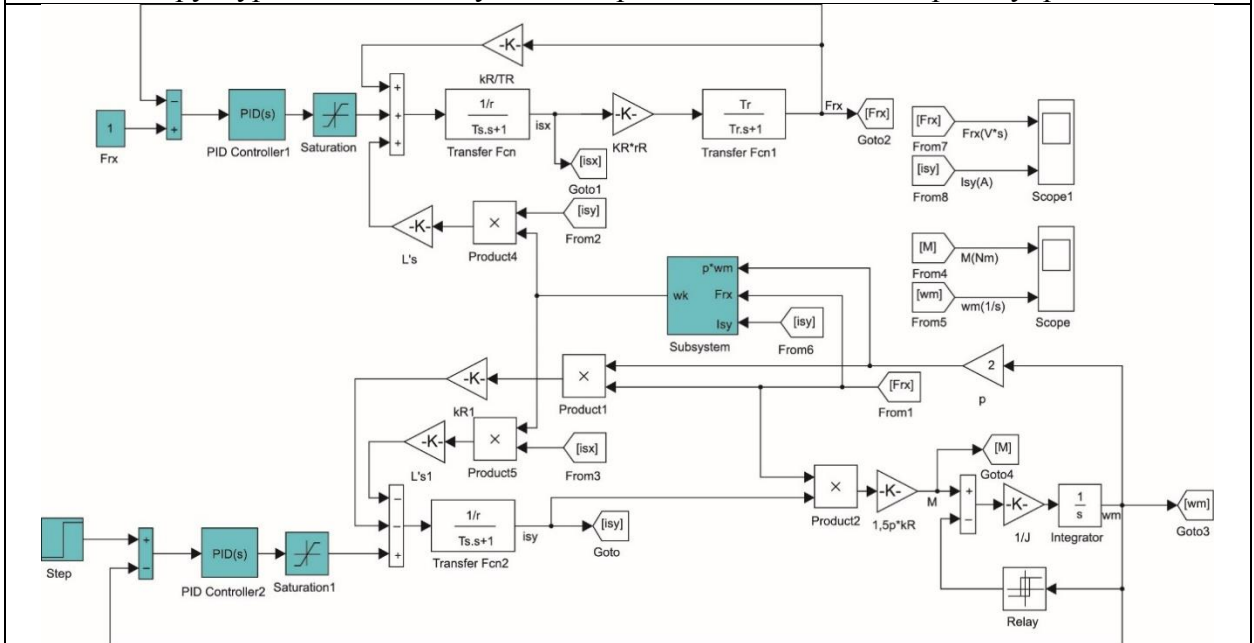 -K-
kR/TR
+
+
+
−
+
1
Frx
PID(s)
PID Controller1
Saturation
1/r
Ts.s+1
Transfer Fcn
isx
-K-
KR*rR
Tr
Tr.s+1
Transfer Fcn1
Frx
[Frx]
Goto2
[isx]
Goto1
[Frx]
From7
Frx(V*s)
[isy]
From8
Isy(A)
Scope1
-K-
L's
×
Product4
[isy]
From2
[M]
From4
M(Nm)
[wm]
From5
wm(1/s)
Scope
p*wm
wk
Frx
Isy
Subsystem
[isy]
From6
-K-
kR1
×
Product1
[Frx]
From1
2
p
-K-
L's1
×
Product5
[isx]
From3
−
−
+
1/r
Ts.s+1
Transfer Fcn2
isy
[isy]
Goto
×
Product2
-K-
1,5p*kR
M
[M]
Goto4
+
−
-K-
1/J
1
s
Integrator
wm
[wm]
Goto3
Relay
Step
+
−
PID(s)
PID Controller2
Saturation1